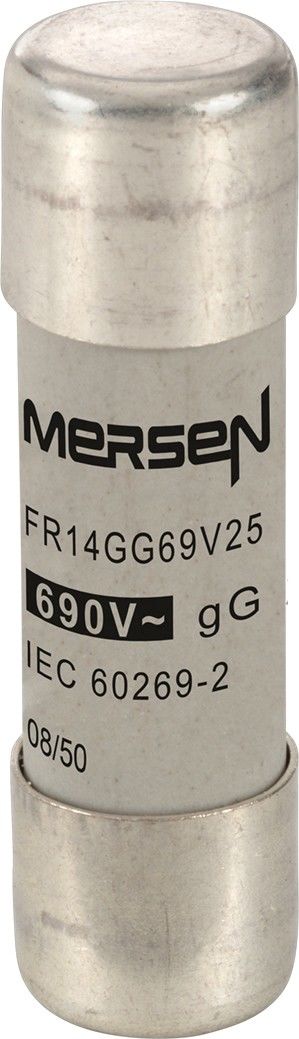 MERSEN
FR14GG69V25
690V~ gG
IEC 60269-2
08/50